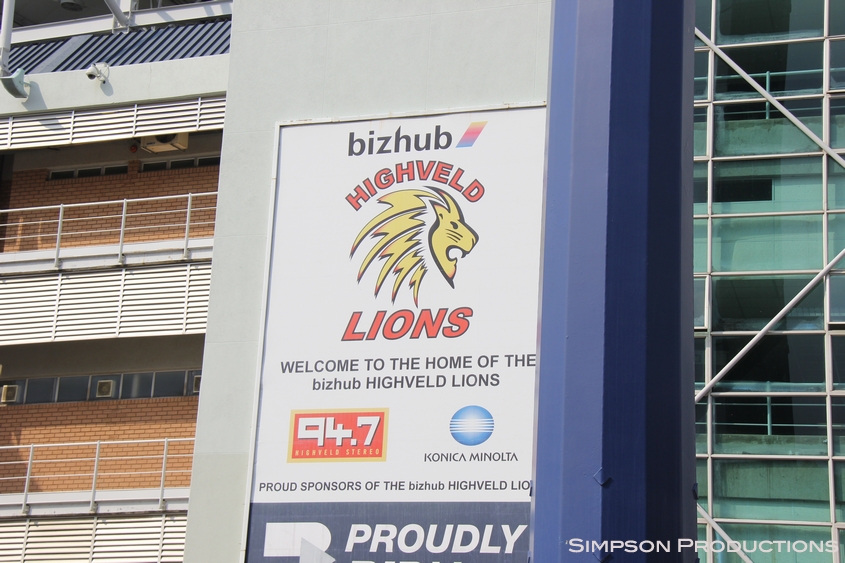 bizhub
HIGHVELD
LIONS
WELCOME TO THE HOME OF THE
bizhub HIGHVELD LIONS
94.7
HIGHVELD STEREO
KONICA MINOLTA
PROUD SPONSORS OF THE bizhub HIGHVELD LIO
PROUDLY
SIMPSON PRODUCTIONS